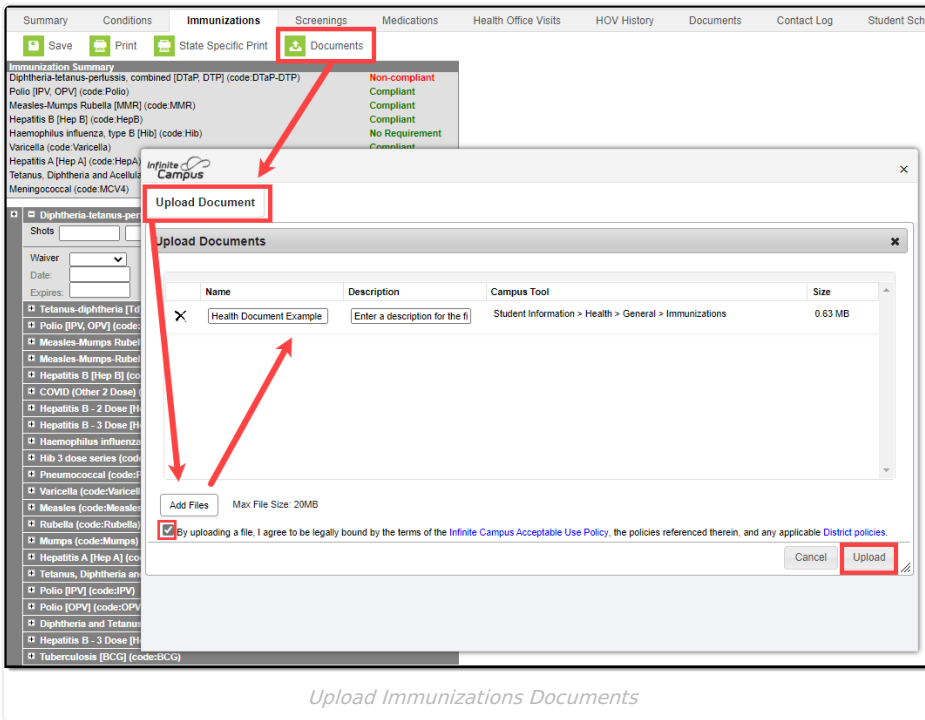 Summary Conditions Immunizations Screenings Medications Health Office Visits HOV History Documents Contact Log Student Sch
Save Print State Specific Print Documents
Immunization Summary
Diphtheria-tetanus-pertussis, combined [DTaP, DTP] (code:DTaP-DTP) Non-compliant
Polio [IPV, OPV] (code:Polio) Compliant
Measles-Mumps Rubella [MMR] (code:MMR) Compliant
Hepatitis B [Hep B] (code:HepB) Compliant
Haemophilus influenza, type B [Hib] (code:Hib) No Requirement
Varicella (code:Varicella) Compliant
Hepatitis A [Hep A] (code:HepA)
Tetanus, Diphtheria and Acellula
Meningococcal (code:MCV4)
Infinite Campus
Upload Document
Diphtheria-tetanus-per
Shots
Waiver
Date:
Expires:
Tetanus-diphtheria [Td
Polio [IPV, OPV] (code:
Measles-Mumps Rubel
Measles-Mumps-Rubel
Hepatitis B [Hep B] (co
COVID (Other 2 Dose) (
Hepatitis B - 2 Dose [H
Hepatitis B - 3 Dose [H
Haemophilus influenza
Hib 3 dose series (cod
Pneumococcal (code:P
Varicella (code:Varicell
Measles (code:Measles
Rubella (code:Rubella)
Mumps (code:Mumps)
Hepatitis A [Hep A] (co
Tetanus, Diphtheria an
Polio [IPV] (code:IPV)
Polio [OPV] (code:OPV
Diphtheria and Tetanus
Hepatitis B - 3 Dose [H
Tuberculosis [BCG] (code:BCG)
Upload Documents
Name Description Campus Tool Size
Health Document Example Enter a description for the fi Student Information > Health > General > Immunizations 0.63 MB
Add Files Max File Size: 20MB
By uploading a file, I agree to be legally bound by the terms of the Infinite Campus Acceptable Use Policy, the policies referenced therein, and any applicable District policies.
Cancel Upload
Upload Immunizations Documents